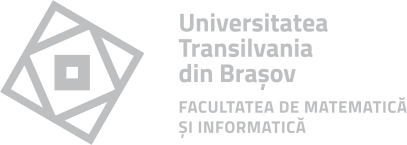 Universitatea
Transilvania
din Brașov
FACULTATEA DE MATEMATICĂ
ȘI INFORMATICĂ